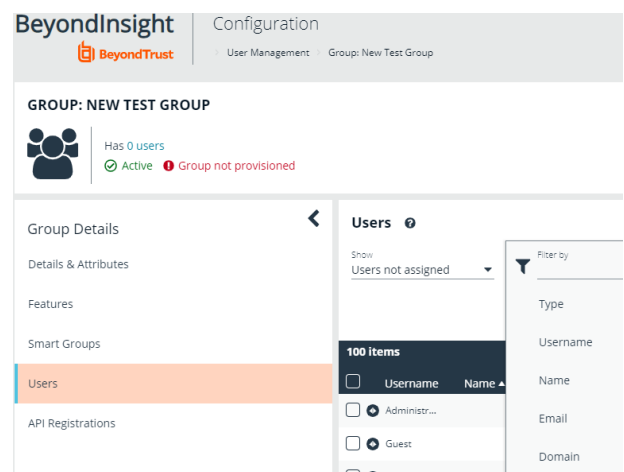 BeyondInsight
BeyondTrust
Configuration
User Management
Group: New Test Group
GROUP: NEW TEST GROUP
Has 0 users
Active
Group not provisioned
Group Details
Details & Attributes
Features
Smart Groups
Users
API Registrations
Users
Show
Users not assigned
Filter by
Type
Username
Name
Email
Domain
100 items
Username Name
Administr...
Guest